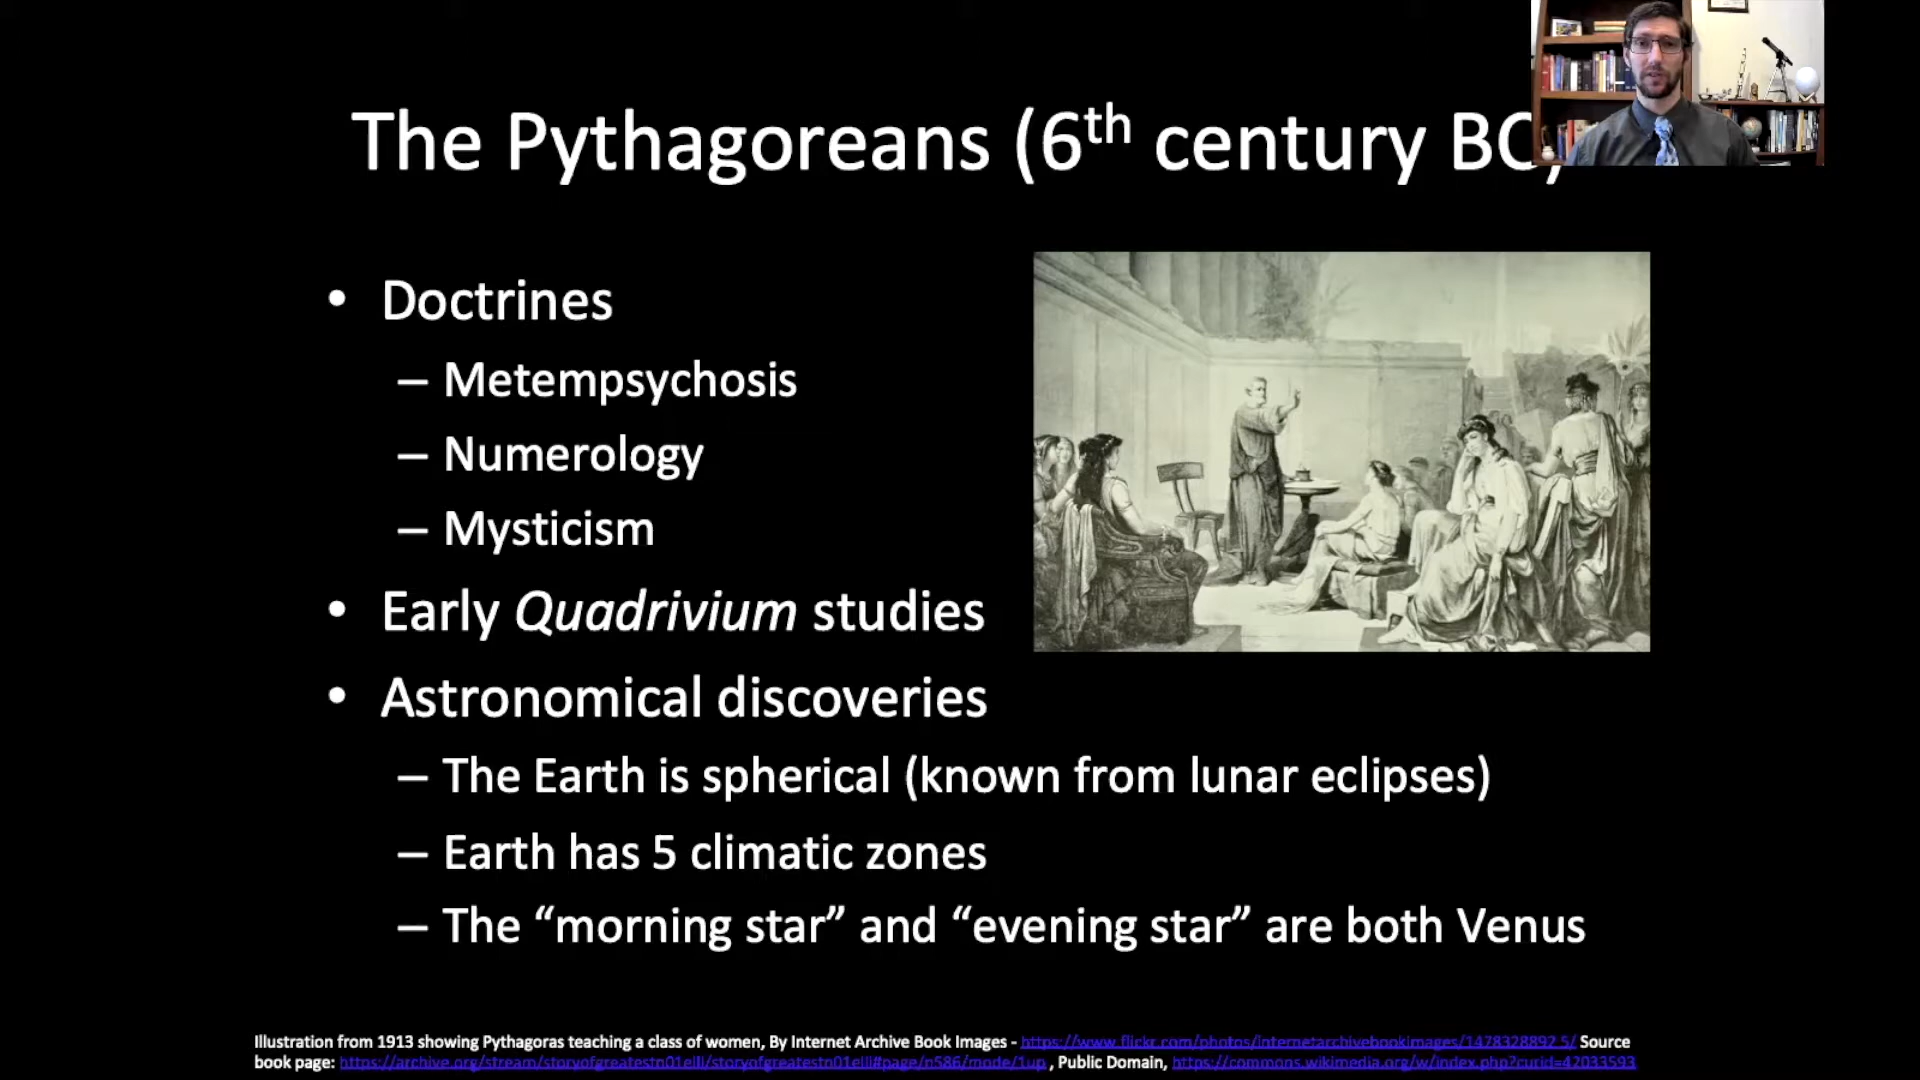 The Pythagoreans (6th century BC)
• Doctrines
– Metempsychosis
– Numerology
– Mysticism
• Early Quadrivium studies
• Astronomical discoveries
– The Earth is spherical (known from lunar eclipses)
– Earth has 5 climatic zones
– The “morning star” and “evening star” are both Venus
Illustration from 1913 showing Pythagoras teaching a class of women, By Internet Archive Book Images - https://www.flickr.com/photos/internetarchivebookimages/1478328892 5/ Source
book page: https://archive.org/stream/storyofgreatestn01elli/storyofgreatestn01elli#page/n586/mode/1up , Public Domain, https://commons.wikimedia.org/w/index.php?curid=42033593